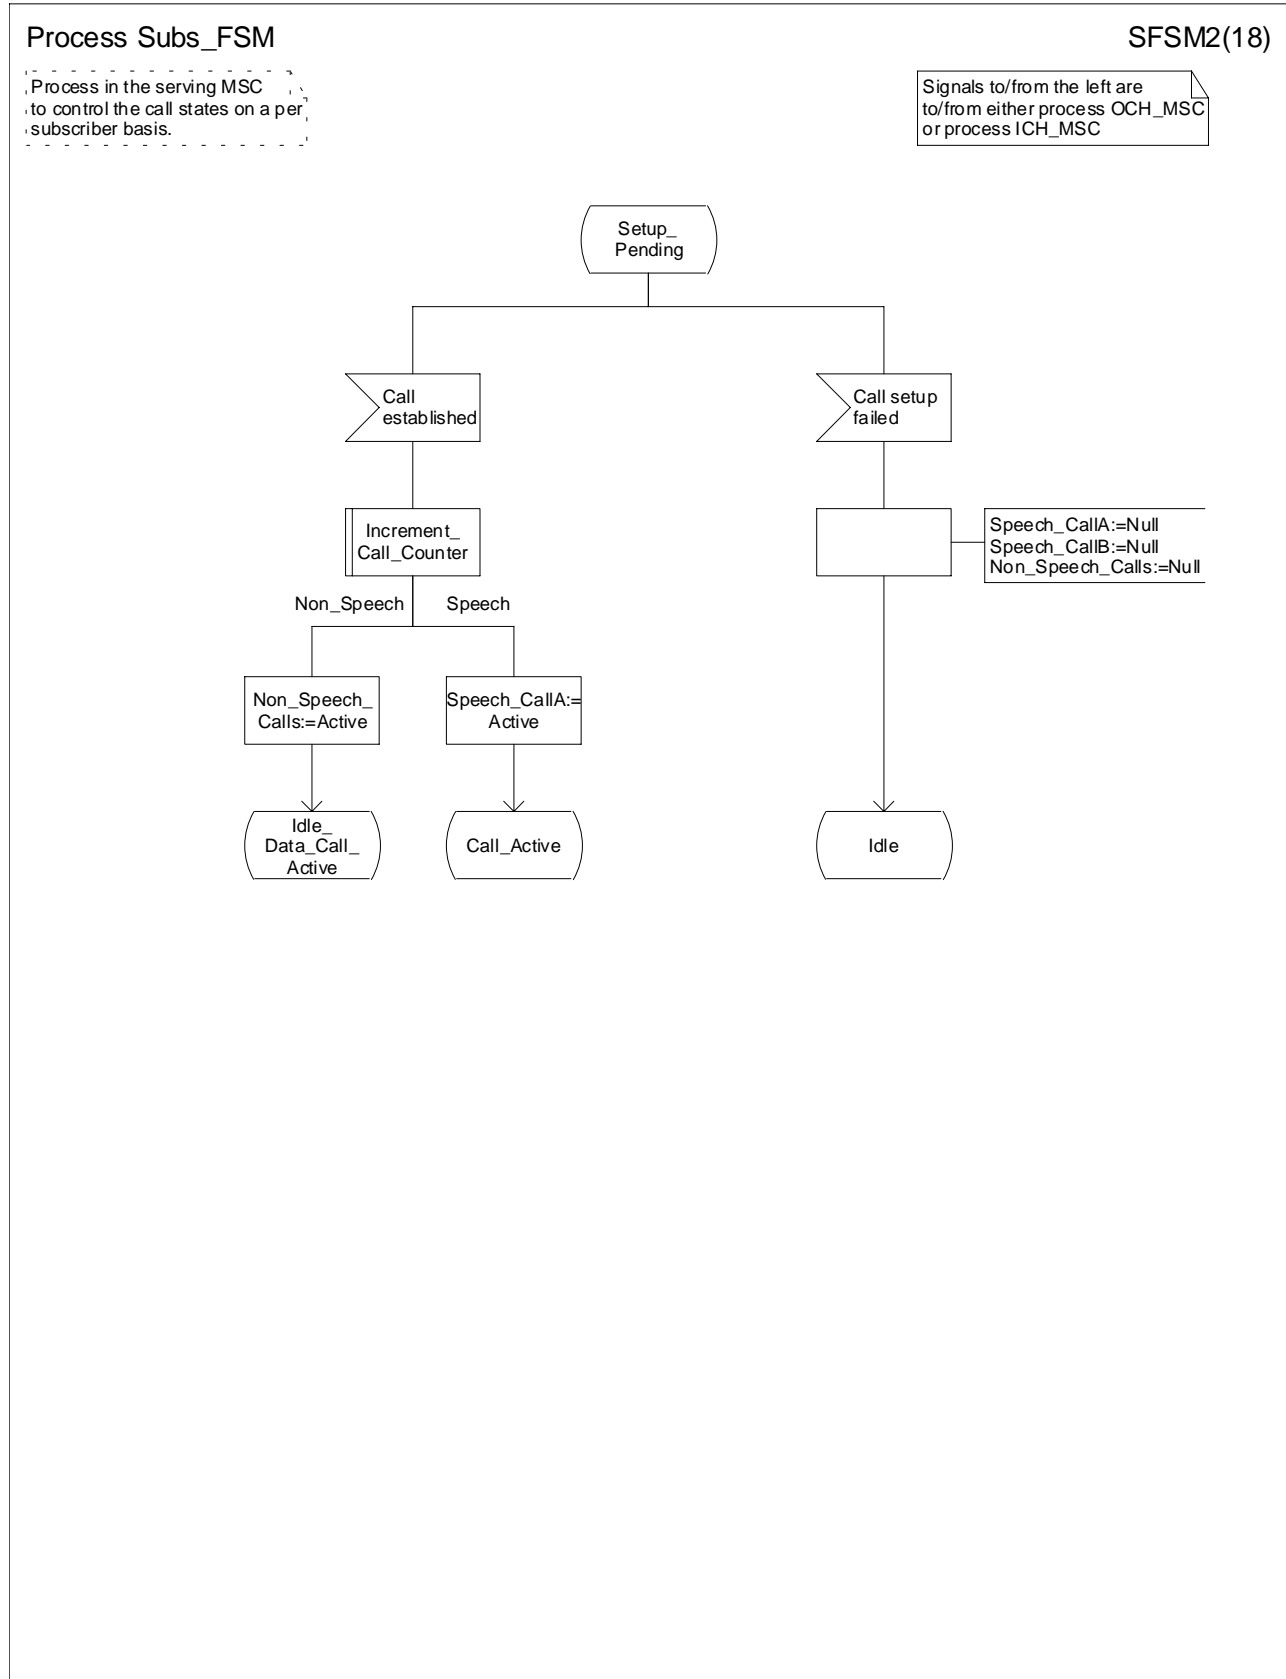 Process Subs_FSM
SFSM2(18)
Process in the serving MSC
to control the call states on a per
subscriber basis.
Signals to/from the left are
to/from either process OCH_MSC
or process ICH_MSC
Setup_
Pending
Call
established
Call setup
failed
Increment_
Call_Counter
Speech_CallA:=Null
Speech_CallB:=Null
Non_Speech_Calls:=Null
Non_Speech
Speech
Non_Speech_
Calls:=Active
Speech_CallA:=
Active
Idle_
Data_Call_
Active
Call_Active
Idle